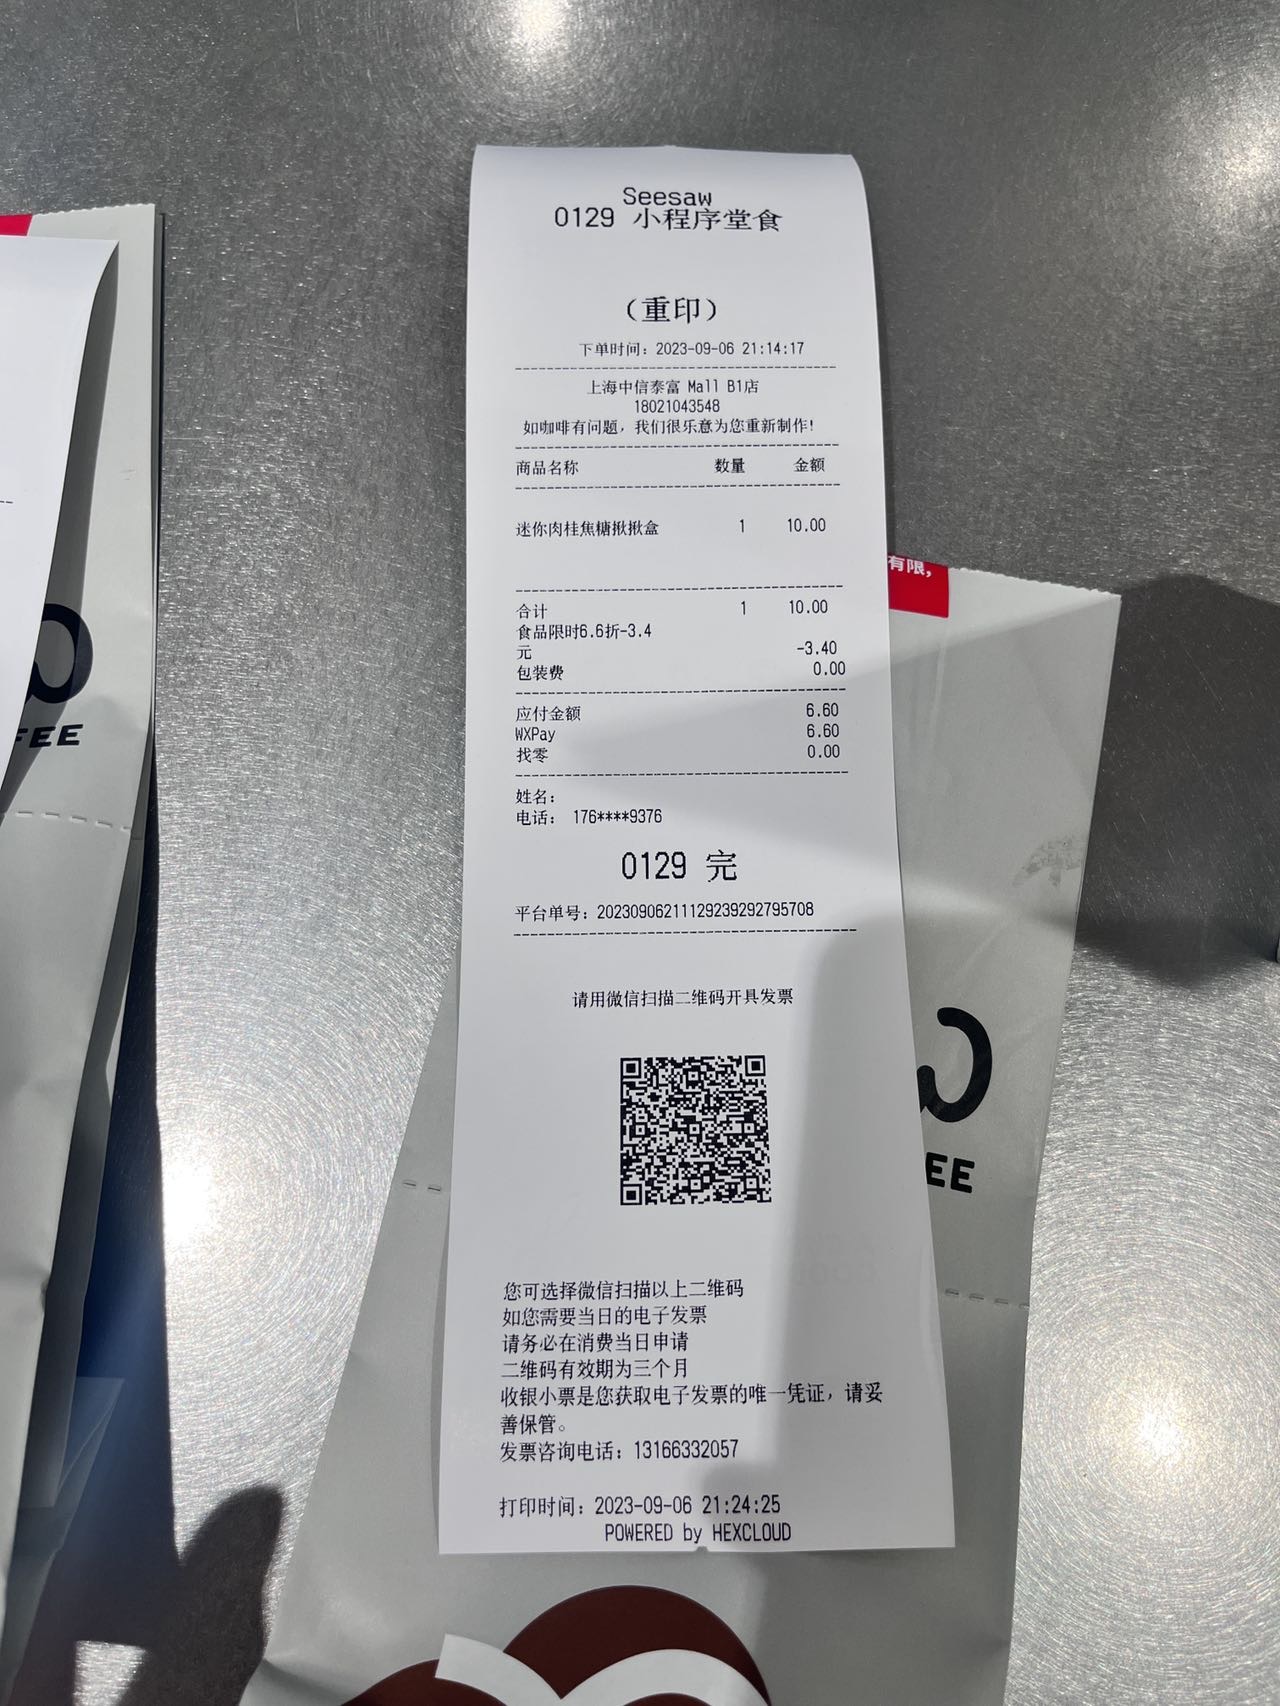 Seesaw
0129 小程序堂食
（重印）
下单时间：2023-09-06 21:14:17
上海中信泰富 Mall B1店
18021043548
如咖啡有问题，我们很乐意为您重新制作!
商品名称 数量 金额
迷你肉桂焦糖揪揪盒 1 10.00
合计 1 10.00
食品限时6.6折-3.4
元 -3.40
包装费 0.00
应付金额 6.60
WXPay 6.60
找零 0.00
姓名：
电话： 176****9376
0129 完
平台单号：20230906211129239292795708
请用微信扫描二维码开具发票
您可选择微信扫描以上二维码
如您需要当日的电子发票
请务必在消费当日申请
二维码有效期为三个月
收银小票是您获取电子发票的唯一凭证，请妥
善保管。
发票咨询电话：13166332057
打印时间：2023-09-06 21:24:25
POWERED by HEXCLOUD
有限，
EE
FEE